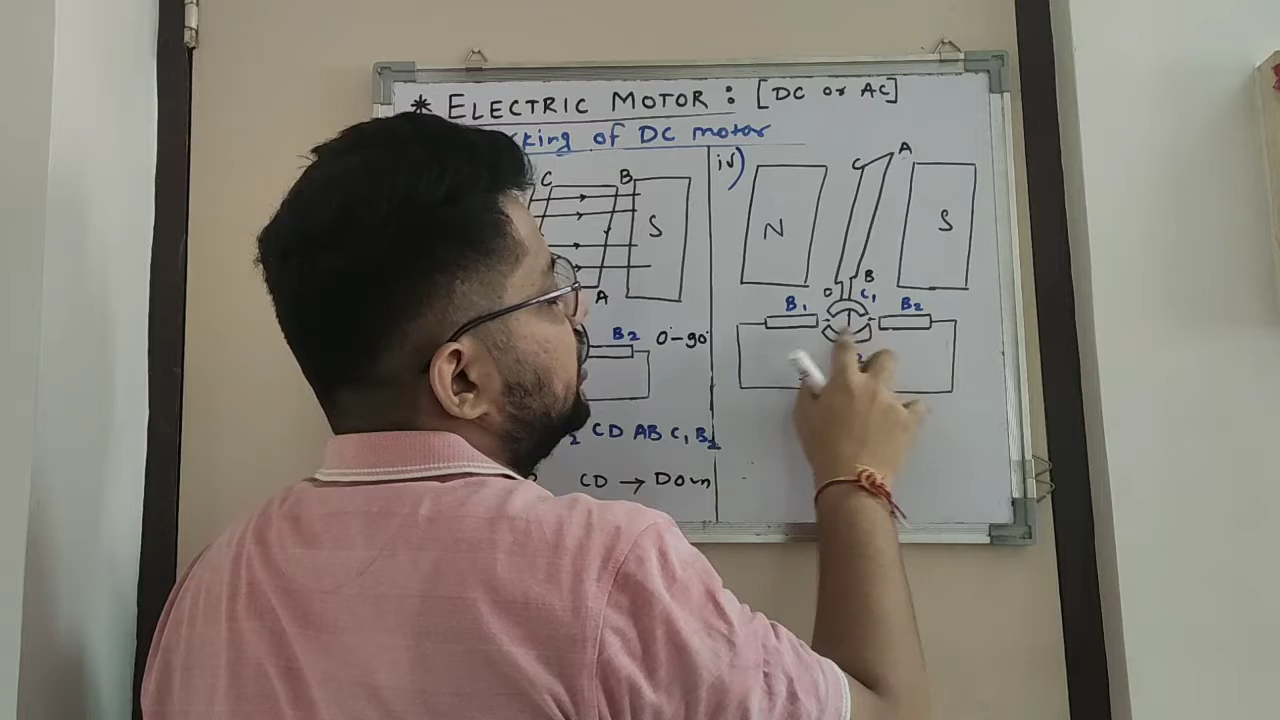 * ELECTRIC MOTOR : [DC or AC]
king of DC motor
C B
S
A
B2 0°-90°
2 CD AB C1 B2
CD → Down
iv)
C A
N S
D B
B1 C1 B2